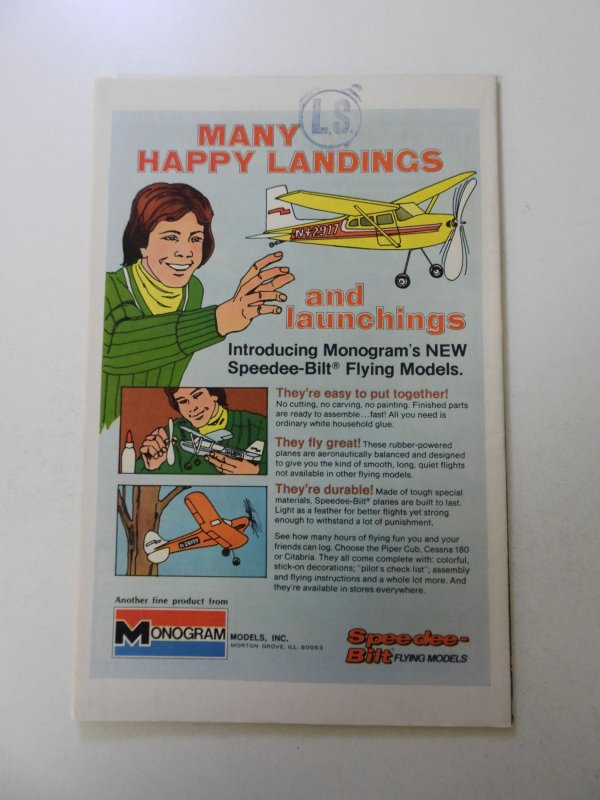 L.S.
MANY
HAPPY LANDINGS
N42917
and
launchings
Introducing Monogram's NEW
Speedee-Bilt® Flying Models.
They're easy to put together!
No cutting, no carving, no painting. Finished parts
are ready to assemble...fast! All you need is
ordinary white household glue.
They fly great! These rubber-powered
planes are aeronautically balanced and designed
to give you the kind of smooth, long, quiet flights
not available in other flying models.
They're durable! Made of tough special
materials, Speedee-Bilt® planes are built to last.
Light as a feather for better flights yet strong
enough to withstand a lot of punishment.
See how many hours of flying fun you and your
friends can log. Choose the Piper Cub, Cessna 180
or Citabria. They all come complete with: colorful,
stick-on decorations; "pilot's check list"; assembly
and flying instructions and a whole lot more. And
they're available in stores everywhere.
Another fine product from
MONOGRAM MODELS, INC.
MORTON GROVE, ILL. 60053
Speedee-
Bilt FLYING MODELS